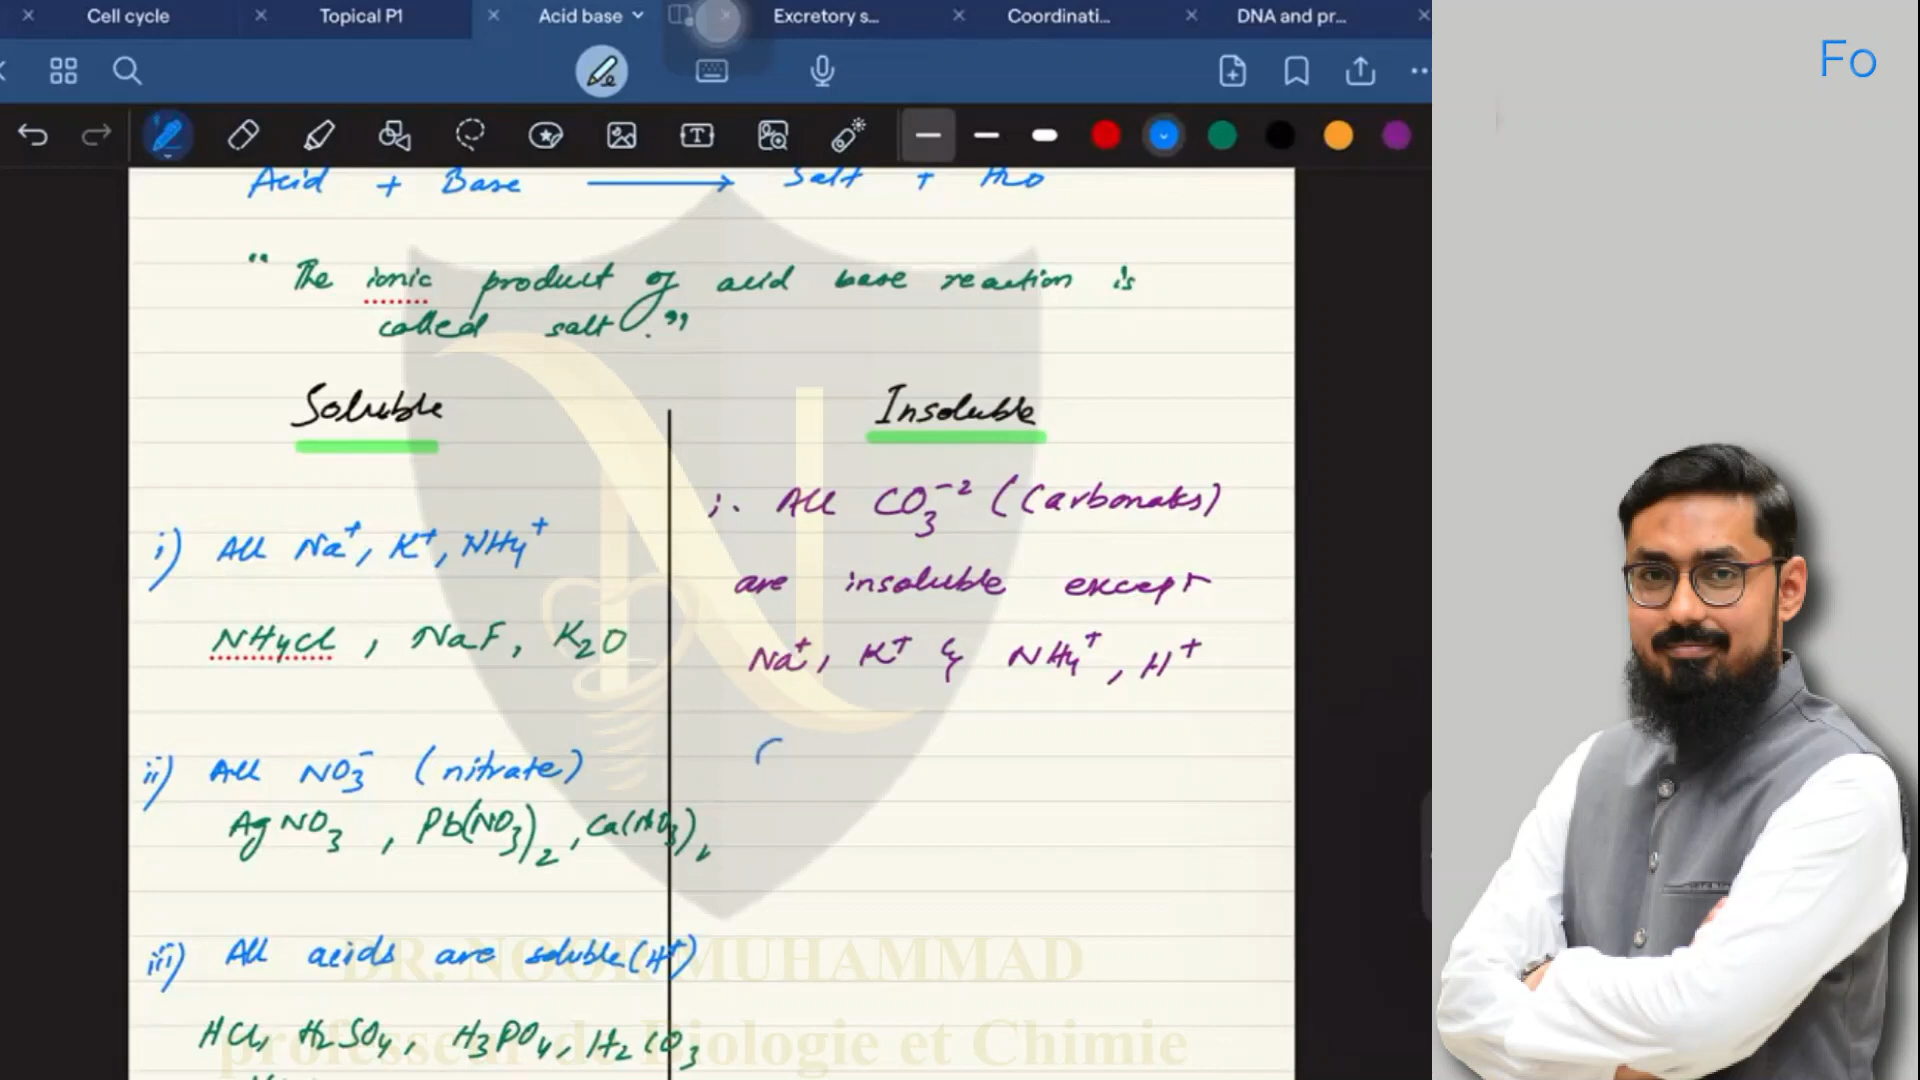 Cell cycle
Topical P1
Acid base
Excretory s...
Coordinati...
DNA and pr...
Fo
Acid + Base ⟶ Salt + H2O
"The ionic product of acid base reaction is
called salt."
Soluble
Insoluble
i) All Na⁺, K⁺, NH4⁺
NH4Cl, NaF, K2O
ii) All NO3⁻ (nitrate)
AgNO3, Pb(NO3)2, Ca(NO3)2
iii) All acids are soluble (H⁺)
HCl, H2SO4, H3PO4, H2CO3
i. All CO3⁻² (Carbonates)
are insoluble except
Na⁺, K⁺ & NH4⁺, H⁺
DR. NOOR MUHAMMAD
professeur de Biologie et Chimie